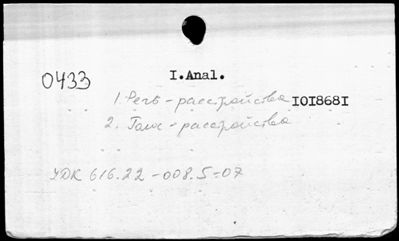 0433
I.Anal.
1. Речь - расстройства IOI868I
2. Голос - расстройства
УДК 616.22-008.5-07